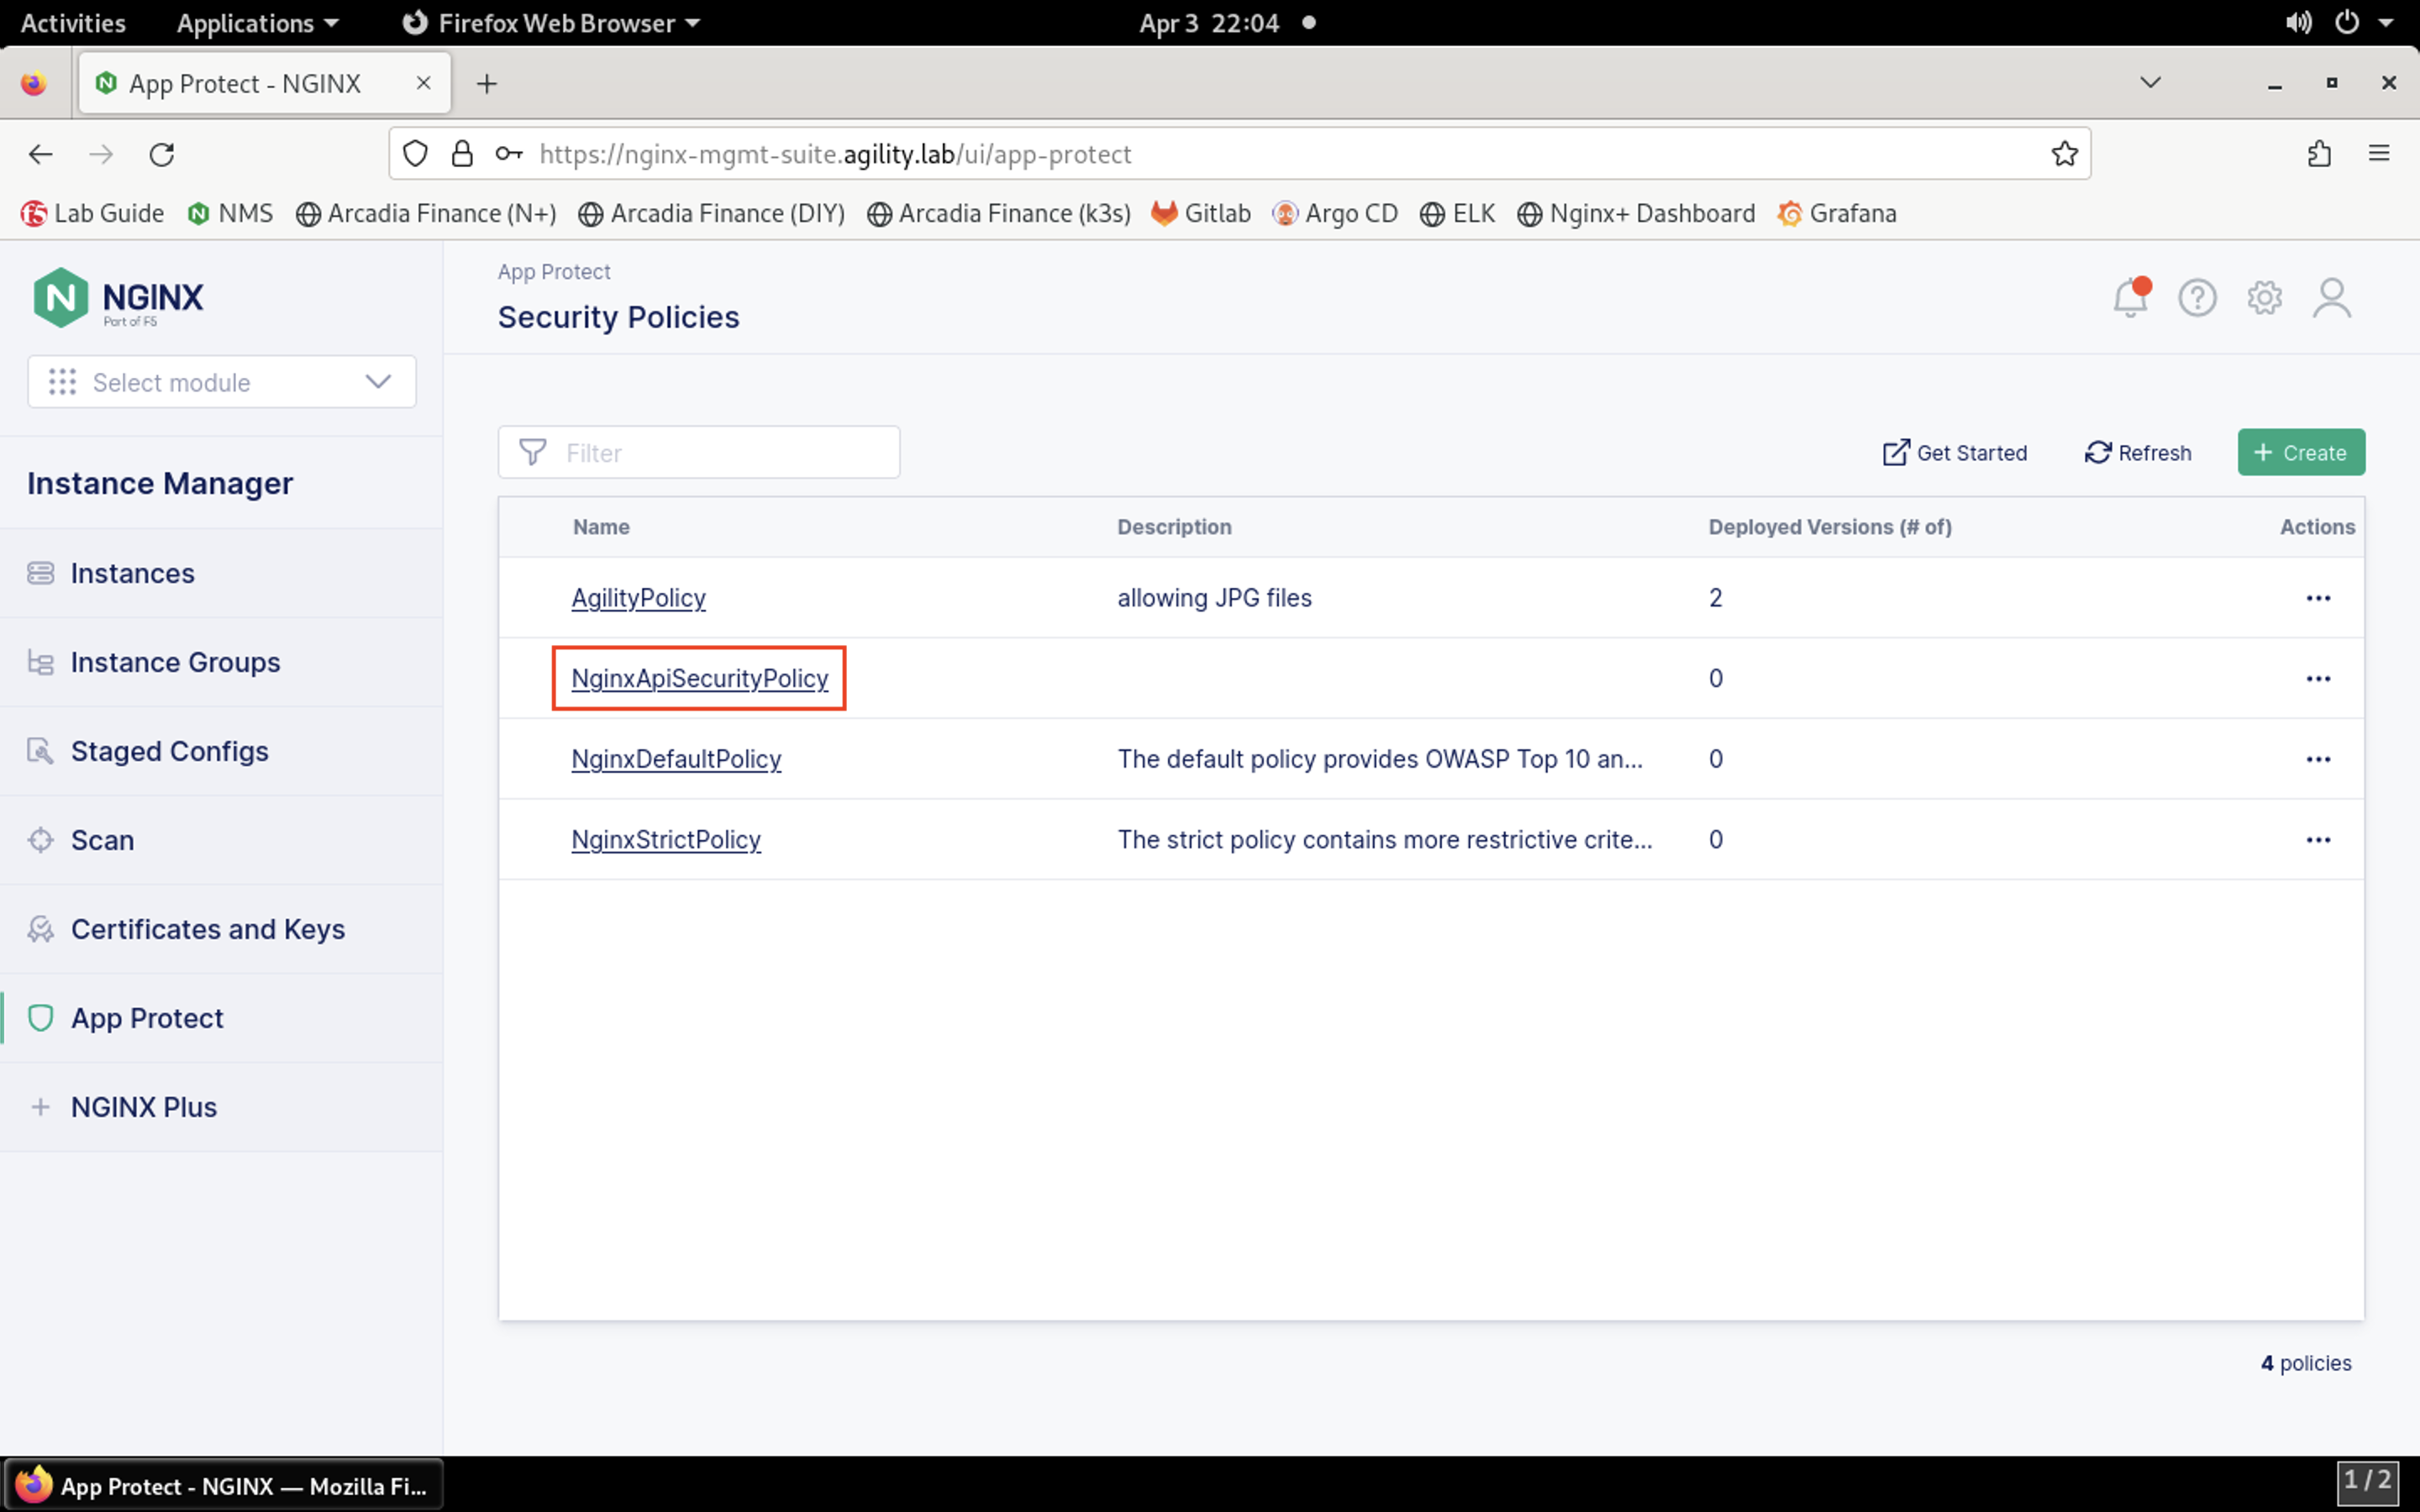 Activities Applications Firefox Web Browser Apr 3 22:04
App Protect - NGINX
https://nginx-mgmt-suite.agility.lab/ui/app-protect
Lab Guide NMS Arcadia Finance (N+) Arcadia Finance (DIY) Arcadia Finance (k3s) Gitlab Argo CD ELK Nginx+ Dashboard Grafana
NGINX
Part of F5
Select module
Instance Manager
Instances
Instance Groups
Staged Configs
Scan
Certificates and Keys
App Protect
NGINX Plus
App Protect
Security Policies
Filter Get Started Refresh + Create
Name Description Deployed Versions (# of) Actions
AgilityPolicy allowing JPG files 2 ...
NginxApiSecurityPolicy 0 ...
NginxDefaultPolicy The default policy provides OWASP Top 10 an... 0 ...
NginxStrictPolicy The strict policy contains more restrictive crite... 0 ...
4 policies
App Protect - NGINX — Mozilla Fi... 1 / 2